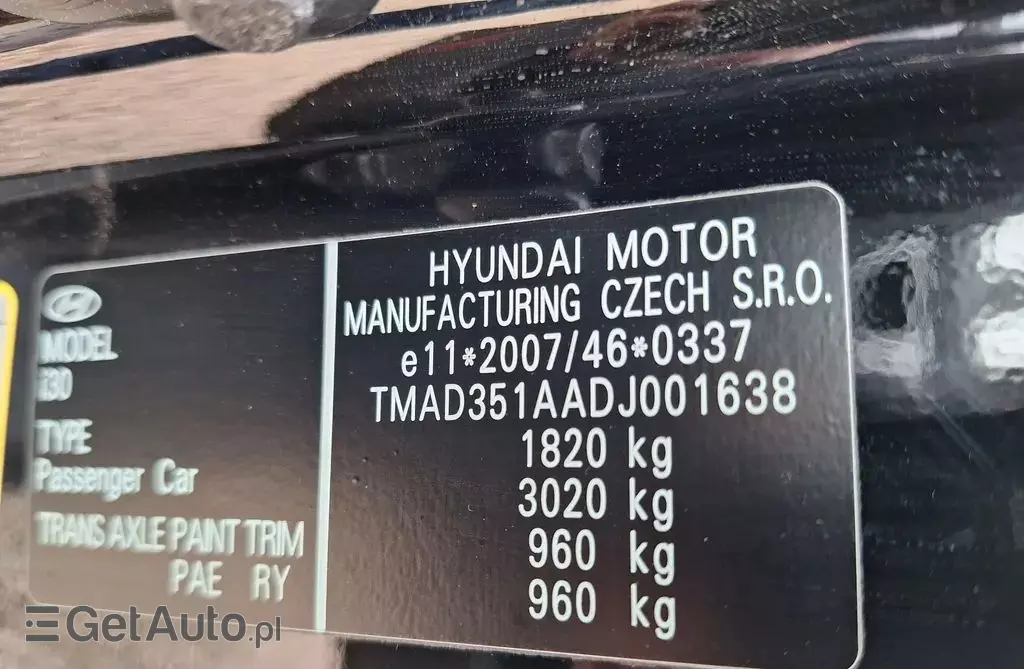 MODEL
i30
TYPE
Passenger Car
TRANS AXLE PAINT TRIM
PAE RY
HYUNDAI MOTOR
MANUFACTURING CZECH S.R.O.
e11*2007/46*0337
TMAD351AADJ001638
1820 kg
3020 kg
960 kg
960 kg
GetAuto.pl